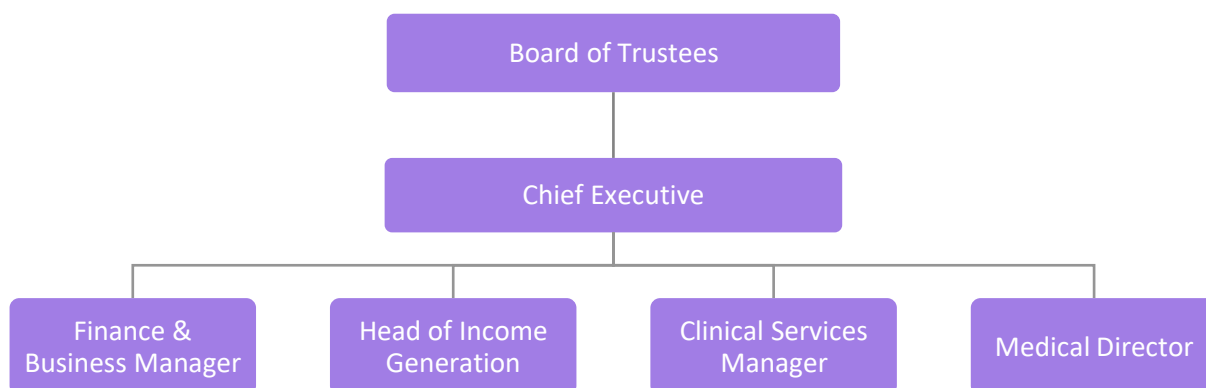 Board of Trustees
Chief Executive
Finance &
Business Manager
Head of Income
Generation
Clinical Services
Manager
Medical Director